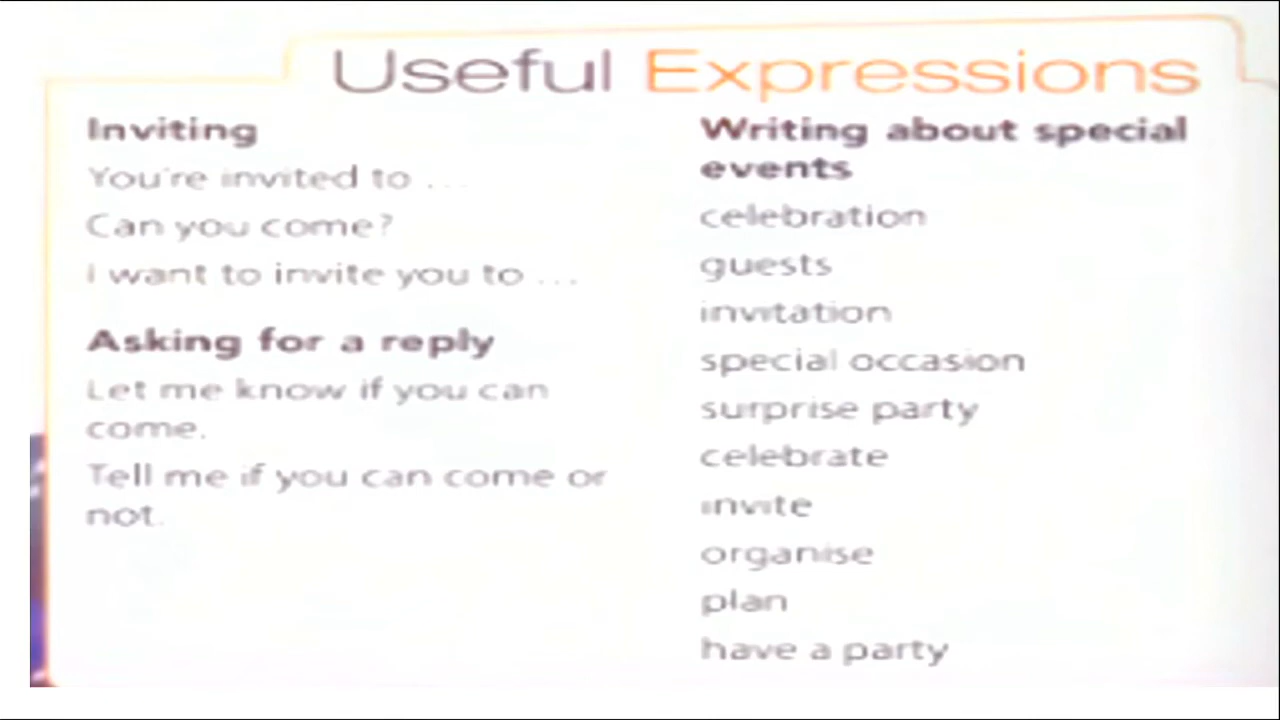 Useful Expressions
Inviting
You're invited to ...
Can you come?
I want to invite you to ...
Asking for a reply
Let me know if you can
come.
Tell me if you can come or
not.
Writing about special
events
celebration
guests
invitation
special occasion
surprise party
celebrate
invite
organise
plan
have a party